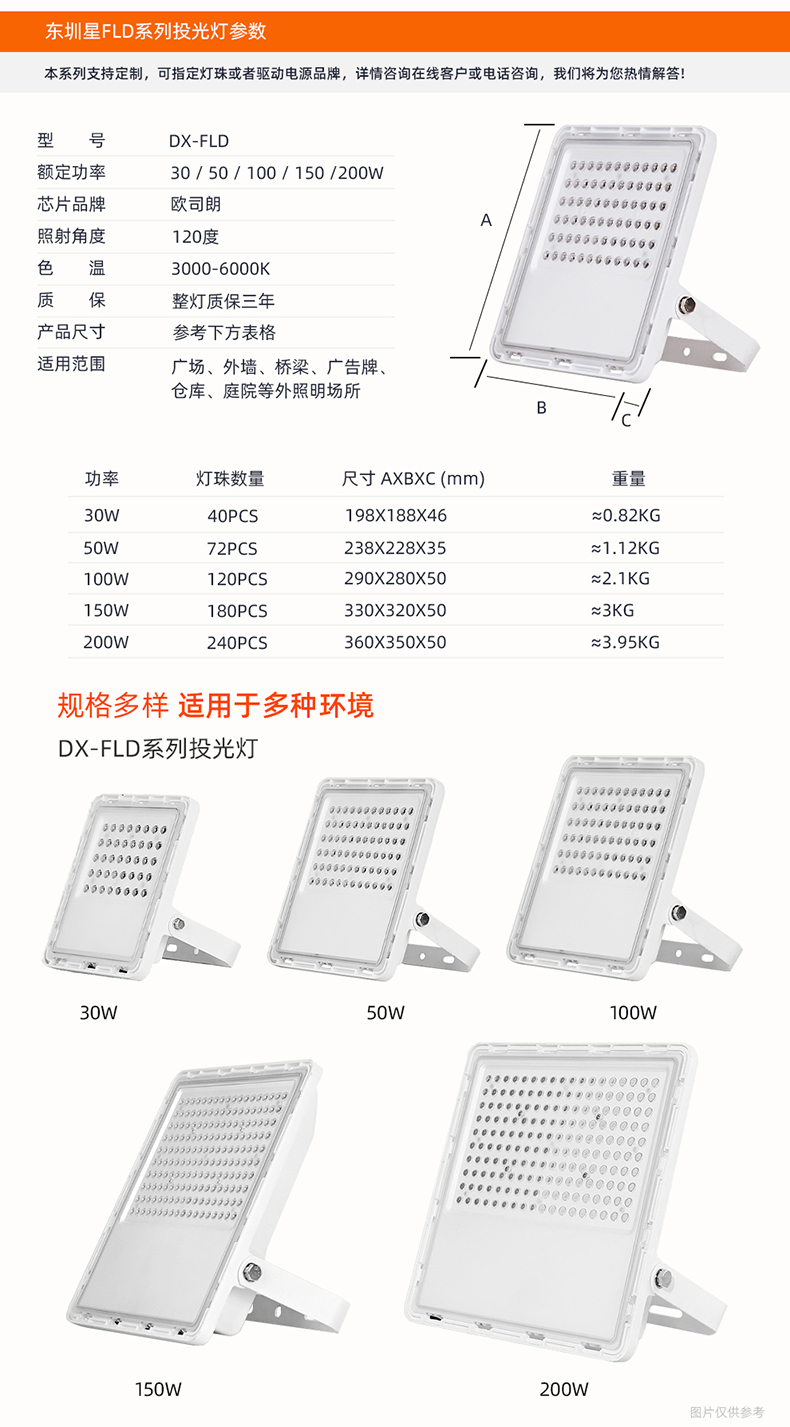 东圳星FLD系列投光灯参数
本系列支持定制，可指定灯珠或者驱动电源品牌，详情咨询在线客户或电话咨询，我们将为您热情解答!
型 号 DX-FLD
额定功率 30 / 50 / 100 / 150 /200W
芯片品牌 欧司朗
照射角度 120度
色 温 3000-6000K
质 保 整灯质保三年
产品尺寸 参考下方表格
适用范围 广场、外墙、桥梁、广告牌、
仓库、庭院等外照明场所
A
B
C
功率 灯珠数量 尺寸 AXBXC (mm) 重量
30W 40PCS 198X188X46 ≈0.82KG
50W 72PCS 238X228X35 ≈1.12KG
100W 120PCS 290X280X50 ≈2.1KG
150W 180PCS 330X320X50 ≈3KG
200W 240PCS 360X350X50 ≈3.95KG
规格多样 适用于多种环境
DX-FLD系列投光灯
30W 50W 100W
150W 200W
图片仅供参考